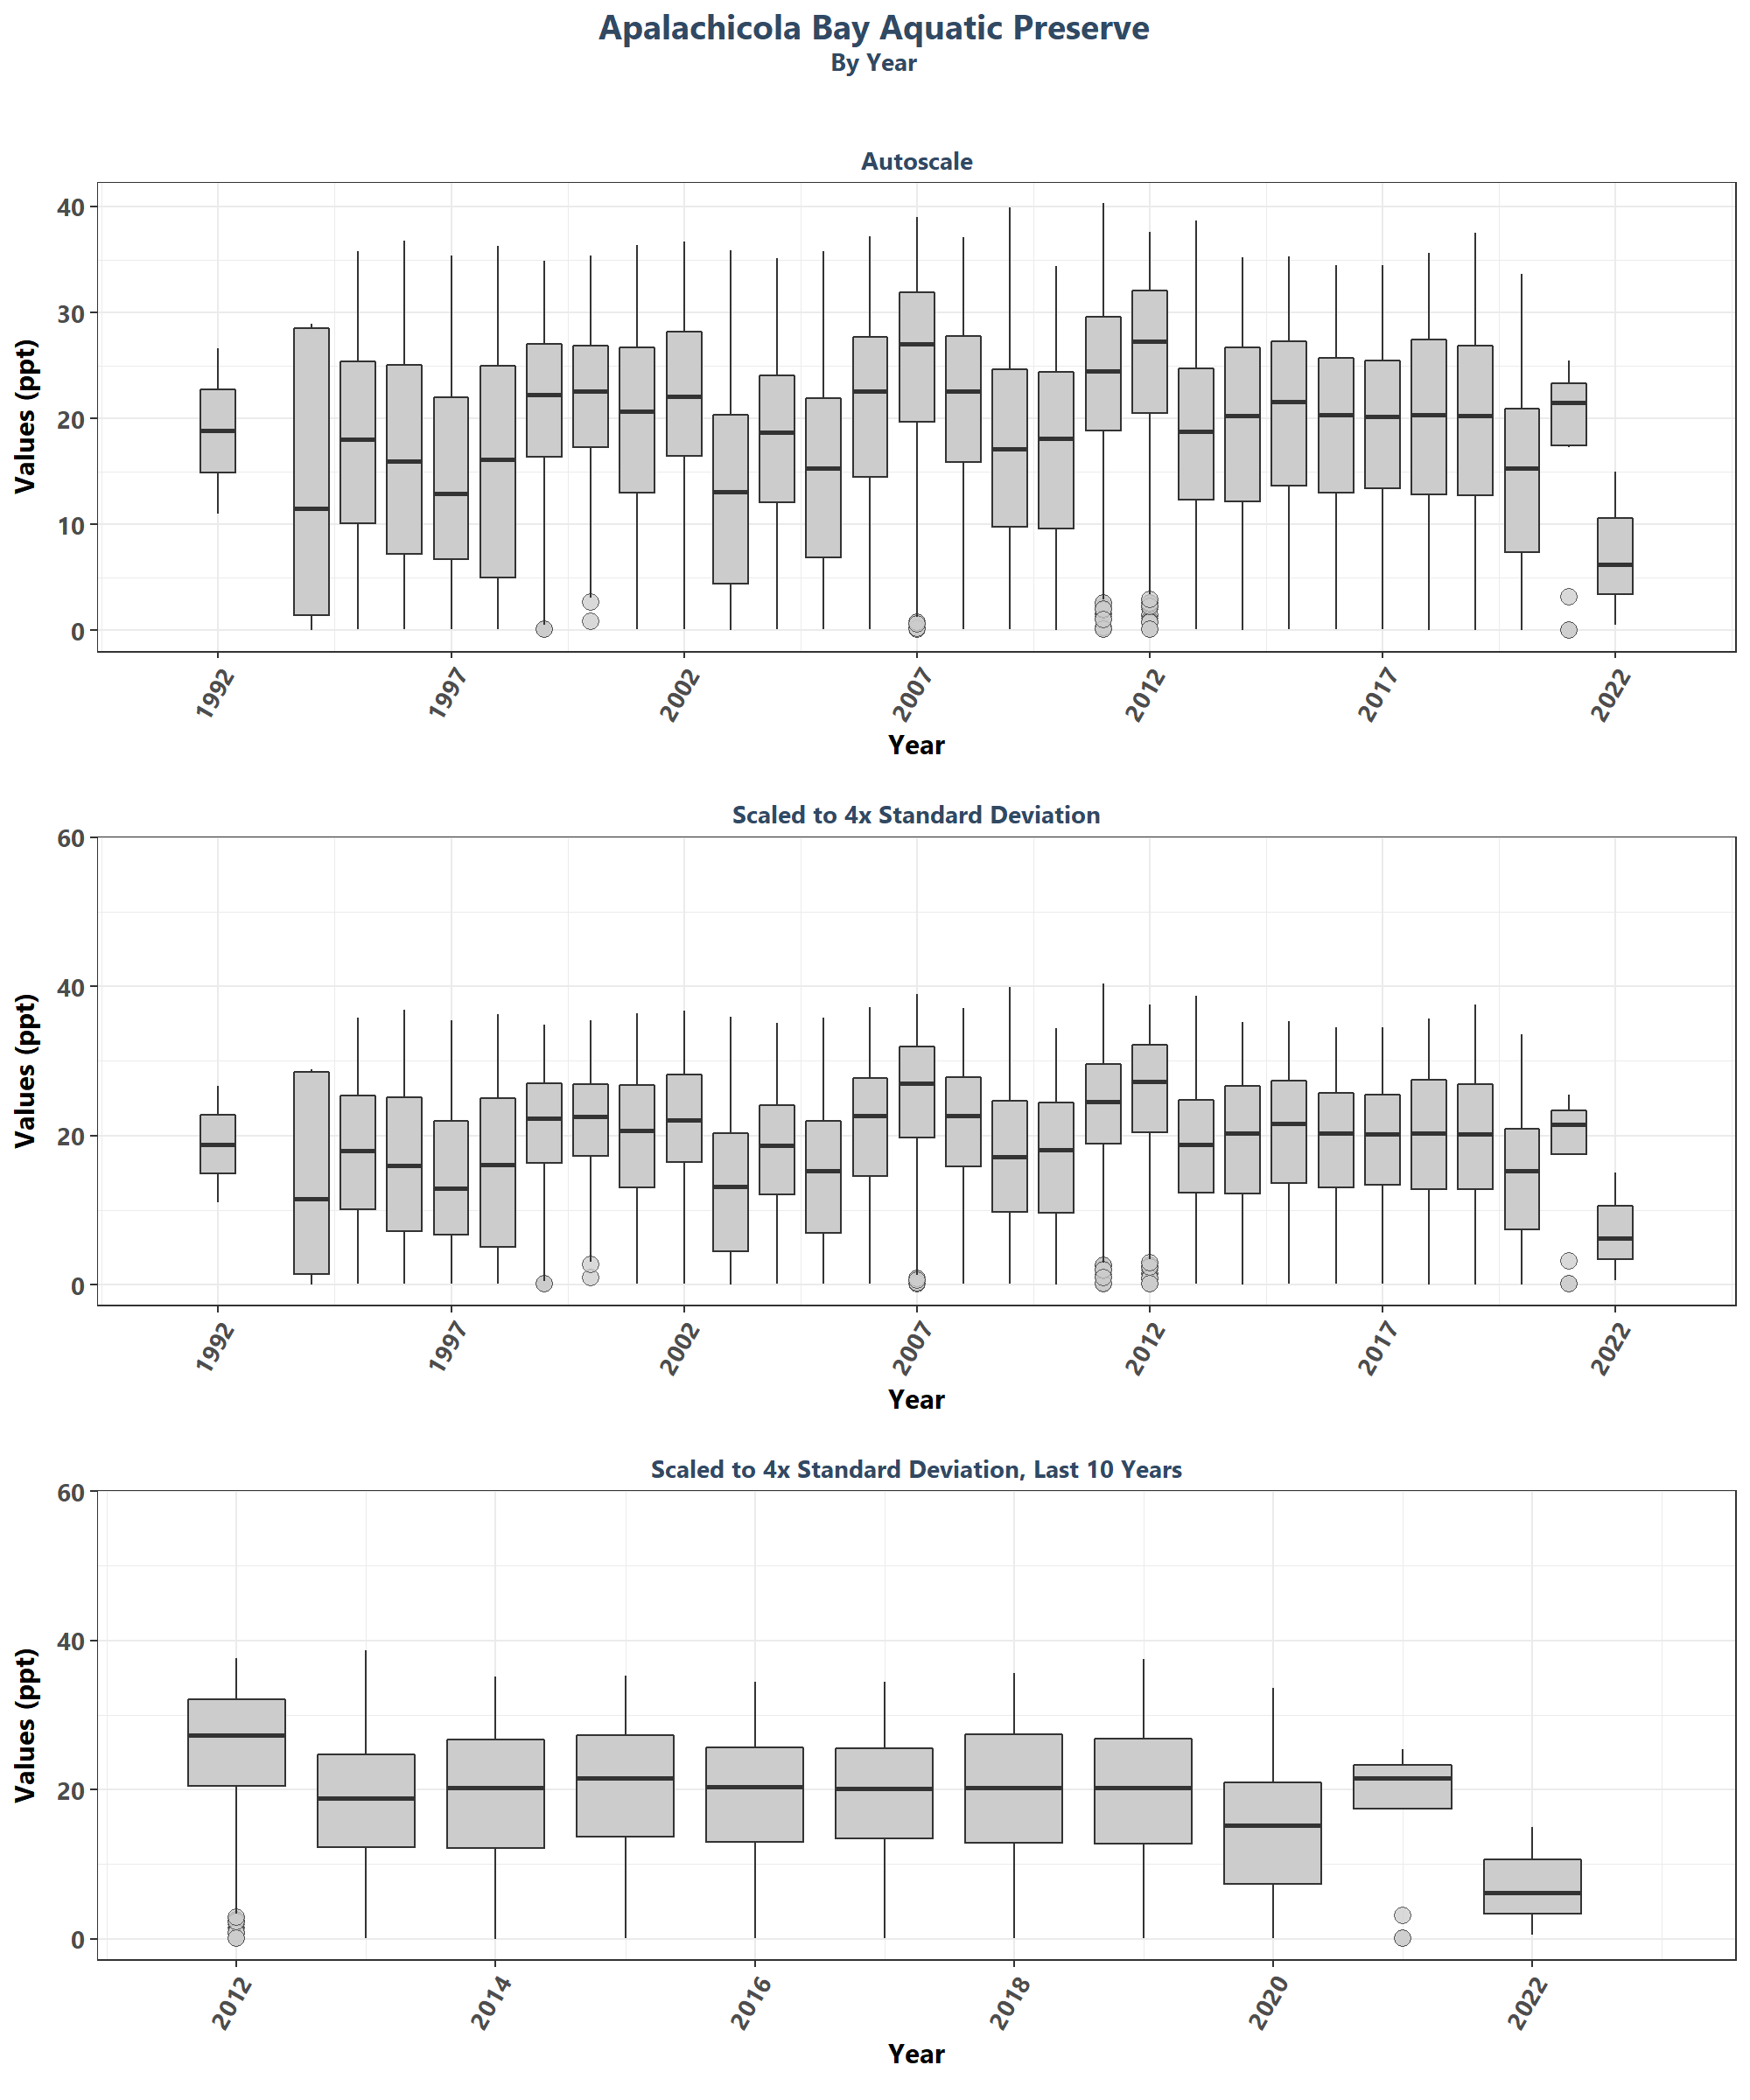 Apalachicola Bay Aquatic Preserve
By Year
Autoscale
Values (ppt)
40
30
20
10
0
1992 1997 2002 2007 2012 2017 2022
Year
Scaled to 4x Standard Deviation
Values (ppt)
60
40
20
0
1992 1997 2002 2007 2012 2017 2022
Year
Scaled to 4x Standard Deviation, Last 10 Years
Values (ppt)
60
40
20
0
2012 2014 2016 2018 2020 2022
Year